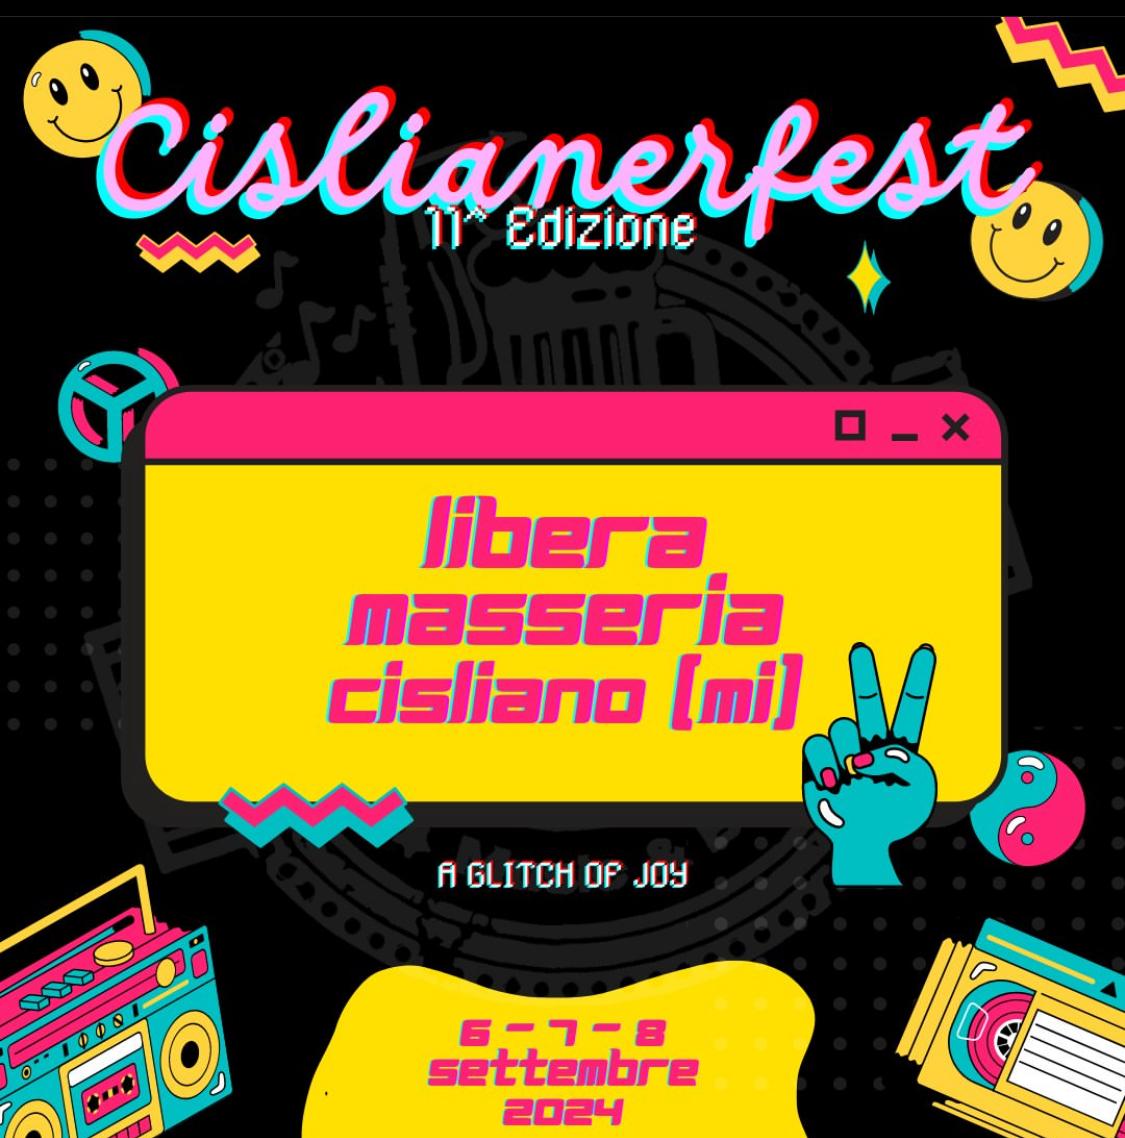 Cislianerfest
11^ Edizione
libera
masseria
cisliano (mi)
A GLITCH OF JOY
6 - 7 - 8
settembre
2024